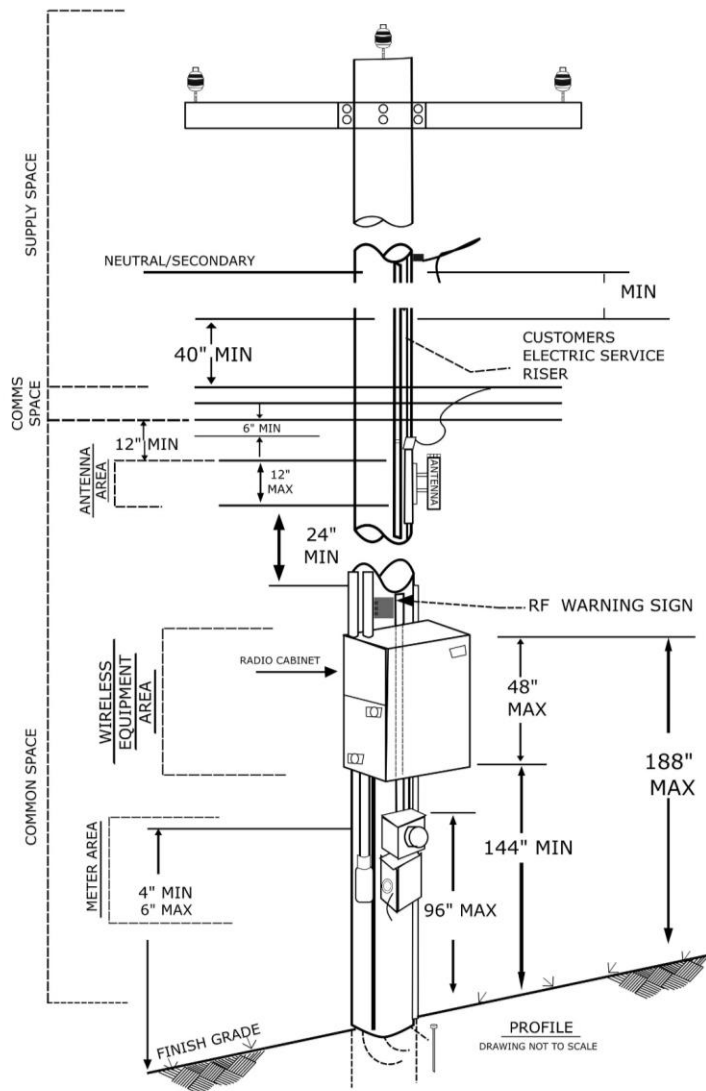 SUPPLY SPACE
NEUTRAL/SECONDARY
MIN
40" MIN
CUSTOMERS
ELECTRIC SERVICE
RISER
COMMS
SPACE
6" MIN
12" MIN
ANTENNA
AREA
12"
MAX
ANTENNA
24"
MIN
RF WARNING SIGN
WIRELESS
EQUIPMENT
AREA
RADIO CABINET
48"
MAX
188"
MAX
COMMON SPACE
METER AREA
144" MIN
4" MIN
6" MAX
96" MAX
FINISH GRADE
PROFILE
DRAWING NOT TO SCALE